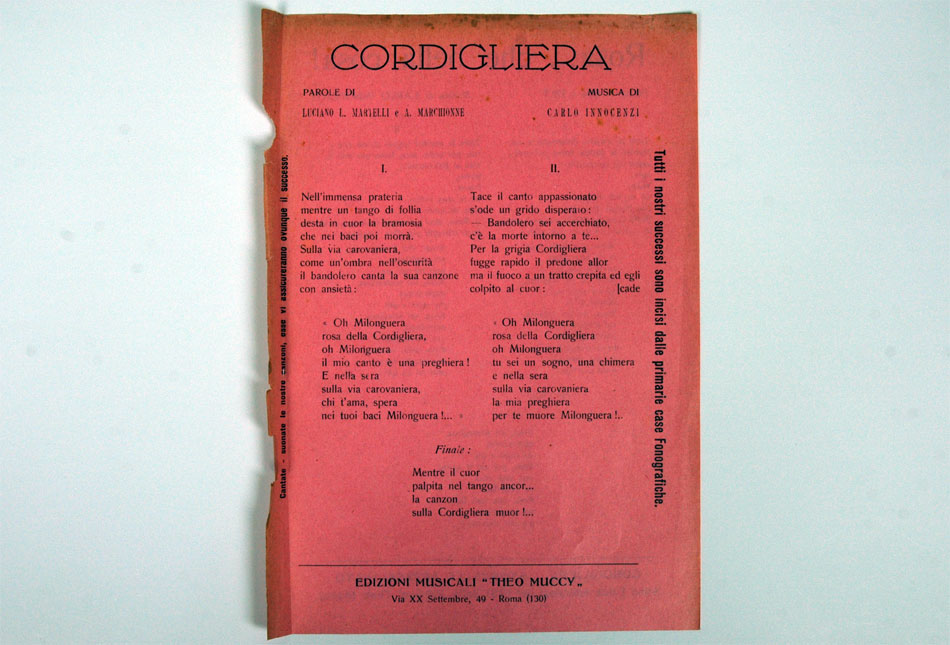 CORDIGLIERA
PAROLE DI
LUCIANO L. MARTELLI e A. MARCHIONNE
MUSICA DI
CARLO INNOCENZI
I.
Nell'immensa prateria
mentre un tango di follia
desta in cuor la bramosia
che nei baci poi morrà.
Sulla via carovaniera,
come un'ombra nell'oscurità
il bandolero canta la sua canzone
con ansietà:
« Oh Milonguera
rosa della Cordigliera,
oh Milonguera
il mio canto è una preghiera!
E nella sera
sulla via carovaniera,
chi t'ama, spera
nei tuoi baci Milonguera!... »
II.
Tace il canto appassionato
s'ode un grido disperato:
— Bandolero sei accerchiato,
c'è la morte intorno a te...
Per la grigia Cordigliera
fugge rapido il predone allor
ma il fuoco a un tratto crepita ed egli
colpito al cuor: [cade
« Oh Milonguera
rosa della Cordigliera
oh Milonguera
tu sei un sogno, una chimera
e nella sera
sulla via carovaniera
la mia preghiera
per te muore Milonguera!..
Finale:
Mentre il cuor
palpita nel tango ancor...
la canzon
sulla Cordigliera muor!...
EDIZIONI MUSICALI "THEO MUCCY„
Via XX Settembre, 49 - Roma (130)
Cantate - suonate le nostre canzoni, esse vi assicureranno ovunque il successo.
Tutti i nostri successi sono incisi dalle primarie case Fonografiche.